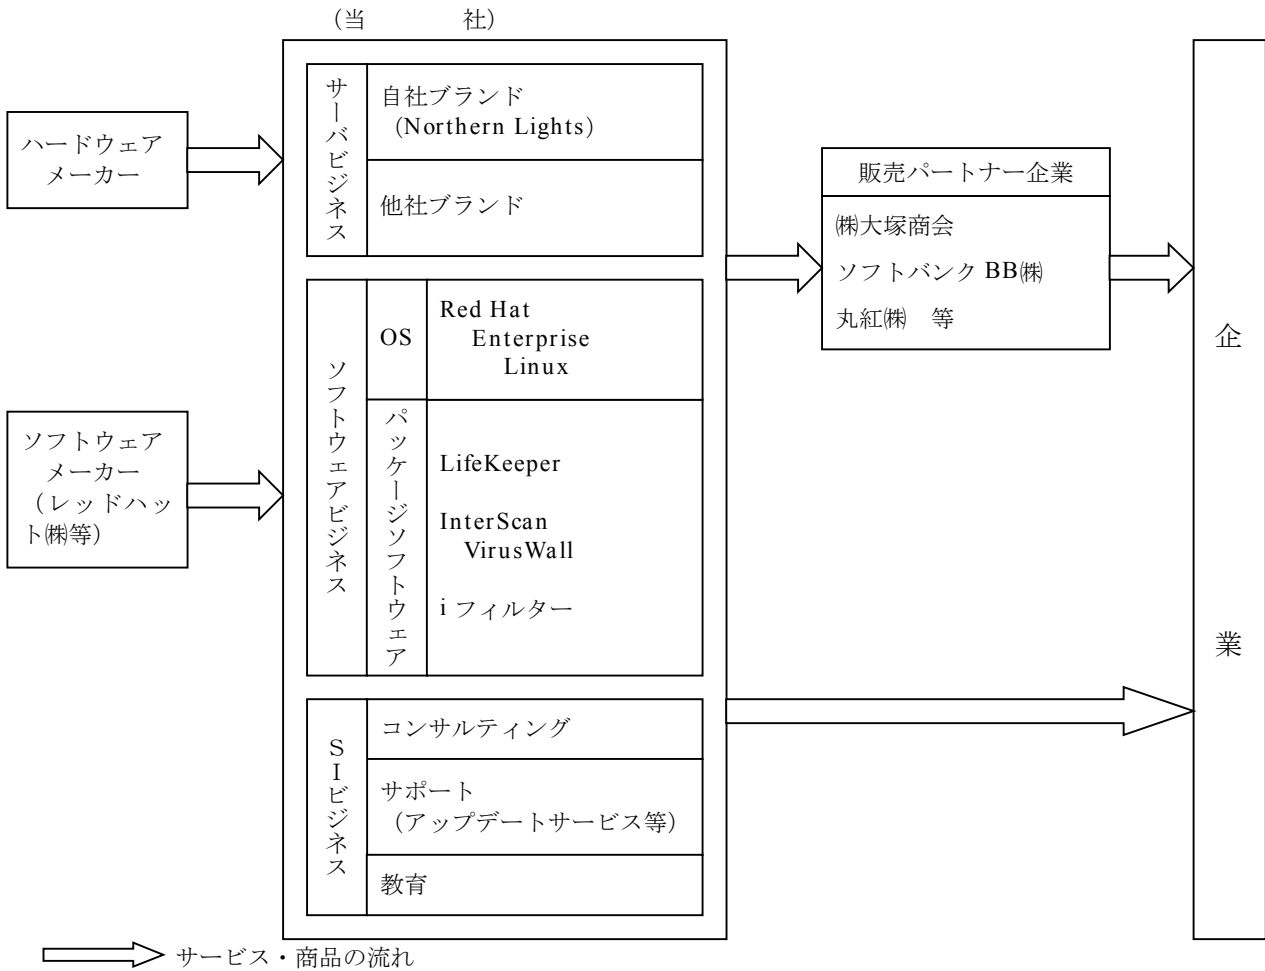 （当　　　社）
ハードウェア
メーカー
ソフトウェア
メーカー
（レッドハッ
ト㈱等）
サーバビジネス
自社ブランド
（Northern Lights）
他社ブランド
ソフトウェアビジネス
OS
Red Hat
Enterprise
Linux
パッケージソフトウェア
LifeKeeper
InterScan
VirusWall
i フィルター
ＳＩビジネス
コンサルティング
サポート
（アップデートサービス等）
教育
販売パートナー企業
㈱大塚商会
ソフトバンク BB㈱
丸紅㈱　等
企業
サービス・商品の流れ